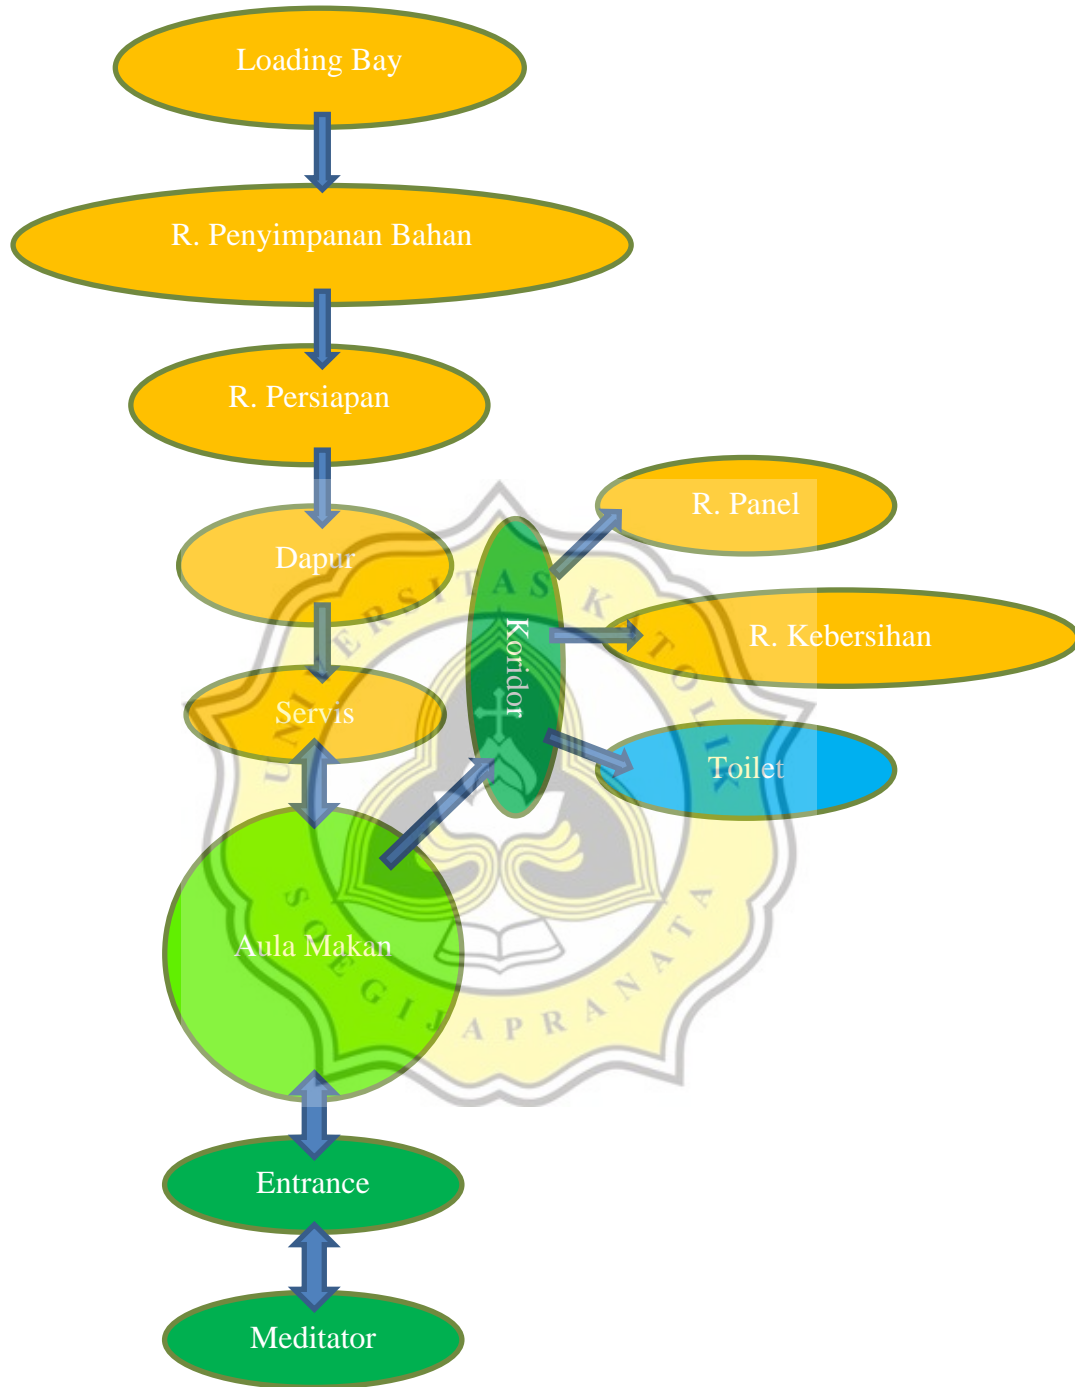 Loading Bay
R. Penyimpanan Bahan
R. Persiapan
R. Panel
Dapur
Koridor
R. Kebersihan
Servis
Toilet
Aula Makan
Entrance
Meditator
UNIVERSITAS KATOLIK
SOEGIJAPRANATA